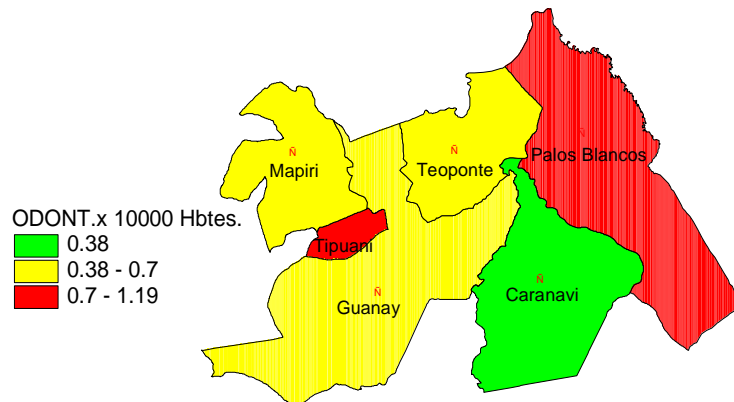 Ñ
Mapiri
Ñ
Teoponte
Ñ
Palos Blancos
ODONT.x 10000 Hbtes.
0.38
0.38 - 0.7
0.7 - 1.19
Tipuani
Ñ
Guanay
Ñ
Caranavi